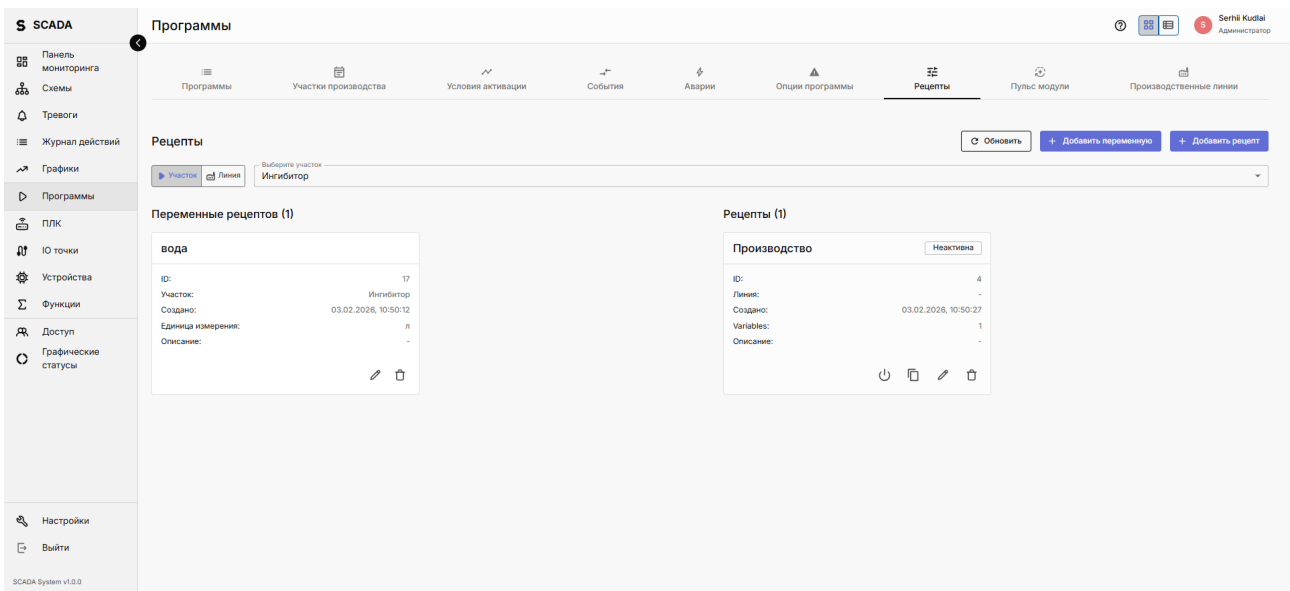 S SCADA
Программы
S
Serhii Kudlai
Администратор
Панель
мониторинга
Схемы
Тревоги
Журнал действий
Графики
Программы
ПЛК
IO точки
Устройства
Функции
Доступ
Графические
статусы
Настройки
Выйти
SCADA System v1.0.0
Программы
Участки производства
Условия активации
События
Аварии
Опции программы
Рецепты
Пульс модули
Производственные линии
Рецепты
Обновить
+ Добавить переменную
+ Добавить рецепт
Участок
Линия
Выберите участок
Ингибитор
Переменные рецептов (1)
вода
ID: 17
Участок: Ингибитор
Создано: 03.02.2026, 10:50:12
Единица измерения: л
Описание: -
Рецепты (1)
Производство
Неактивна
ID: 4
Линия: -
Создано: 03.02.2026, 10:50:27
Variables: 1
Описание: -